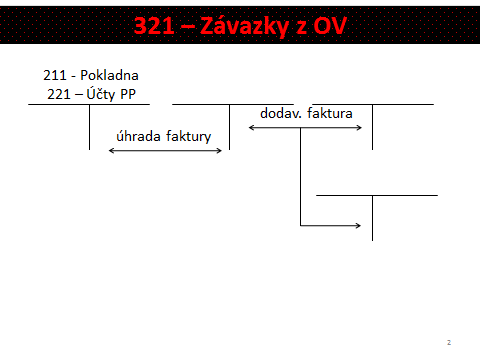 321 – Závazky z OV
211 - Pokladna
221 – Účty PP
dodav. faktura
úhrada faktury
2